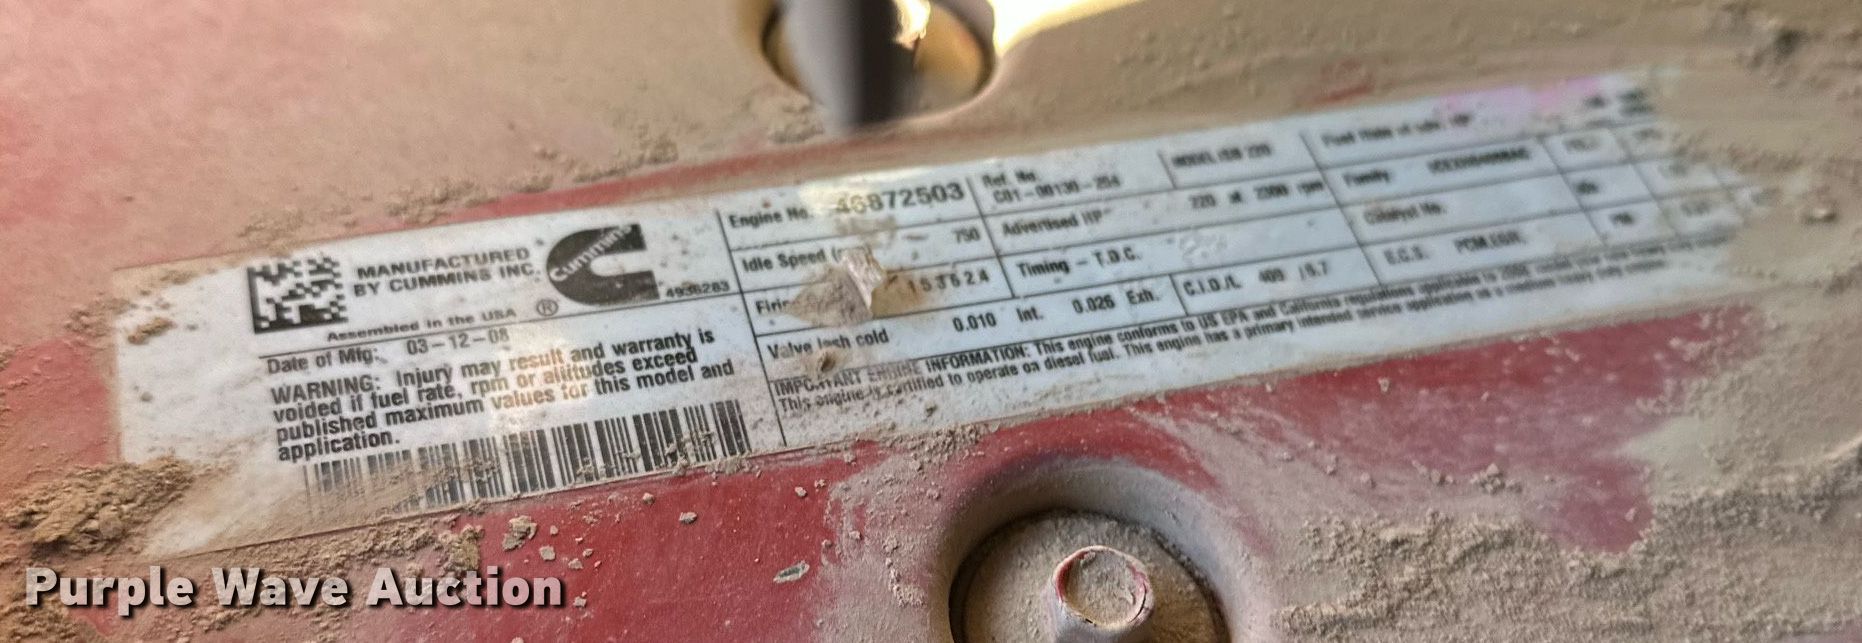 MANUFACTURED
BY CUMMINS INC.
Cummins
®
4936283
Assembled in the USA
Date of Mfg: 03-12-08
WARNING: Injury may result and warranty is
voided if fuel rate, rpm or altitudes exceed
published maximum values for this model and
application.
Engine No. 46872503
Idle Speed 750
153624
Valve lash cold 0.010 Int. 0.026 Exh.
Ref. No.
Advertised HP 220 at 2300 rpm
Timing - T.D.C.
C.I.D./L 409 /6.7
Family
Catalyst No.
E.C.S.
IMPORTANT ENGINE INFORMATION: This engine conforms to US EPA and California regulations applicable to
This engine is certified to operate on diesel fuel. This engine has a primary intended service application as a
Purple Wave Auction